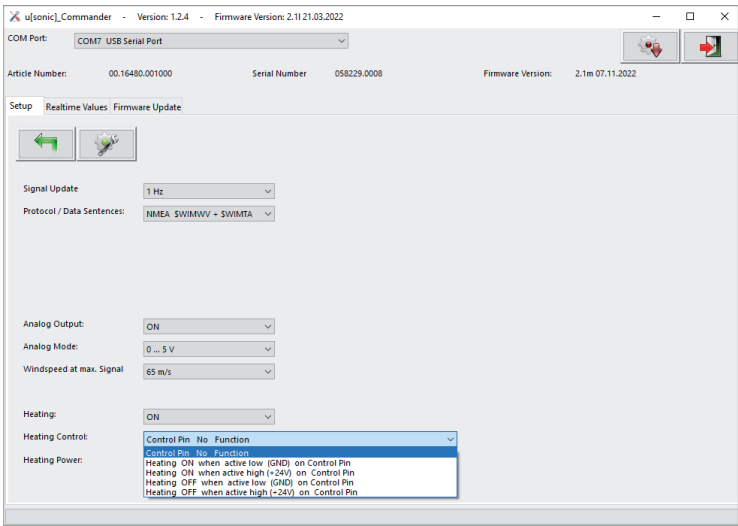 u[sonic]_Commander - Version: 1.2.4 - Firmware Version: 2.1l 21.03.2022
COM Port: COM7 USB Serial Port
Article Number: 00.16480.001000 Serial Number 058229.0008 Firmware Version: 2.1m 07.11.2022
Setup Realtime Values Firmware Update
Signal Update 1 Hz
Protocol / Data Sentences: NMEA $WIMWV + $WIMTA
Analog Output: ON
Analog Mode: 0 ... 5 V
Windspeed at max. Signal 65 m/s
Heating: ON
Heating Control: Control Pin No Function
Control Pin No Function
Heating Power:
Heating ON when active low (GND) on Control Pin
Heating ON when active high (+24V) on Control Pin
Heating OFF when active low (GND) on Control Pin
Heating OFF when active high (+24V) on Control Pin